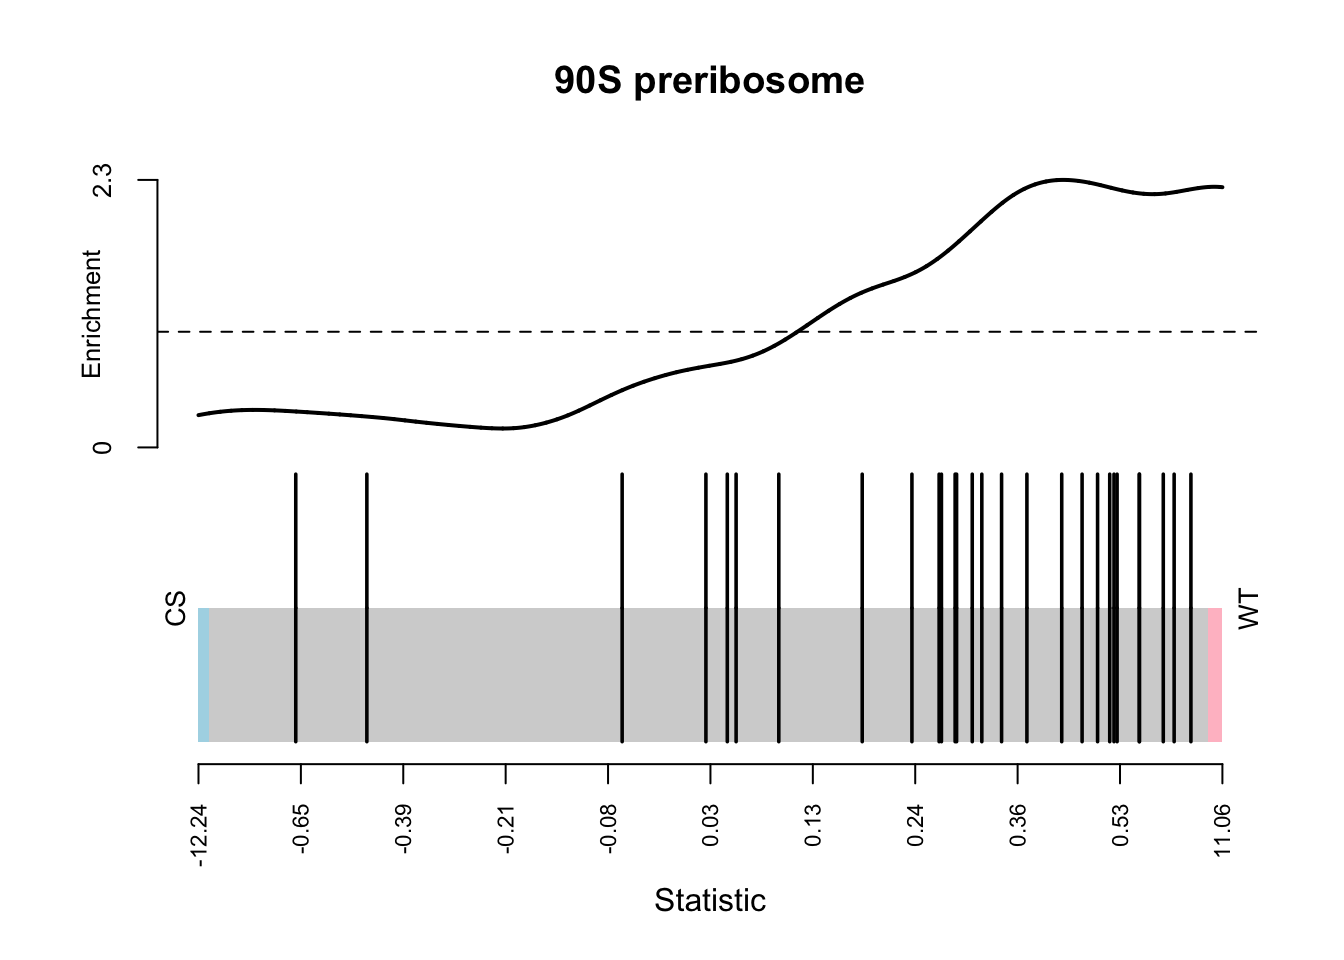 90S preribosome
2.3
Enrichment
0
CS
WT
-12.24
-0.65
-0.39
-0.21
-0.08
0.03
0.13
0.24
0.36
0.53
11.06
Statistic